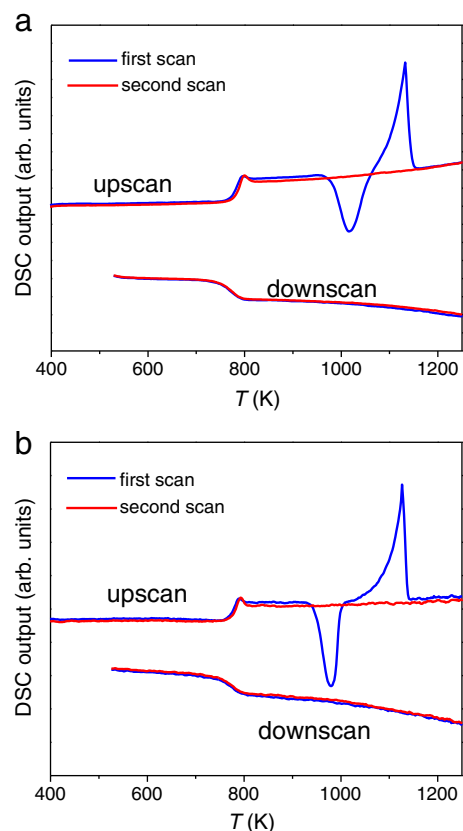 a
DSC output (arb. units)
first scan
second scan
upscan
downscan
400 600 800 1000 1200
T (K)
b
DSC output (arb. units)
first scan
second scan
upscan
downscan
400 600 800 1000 1200
T (K)